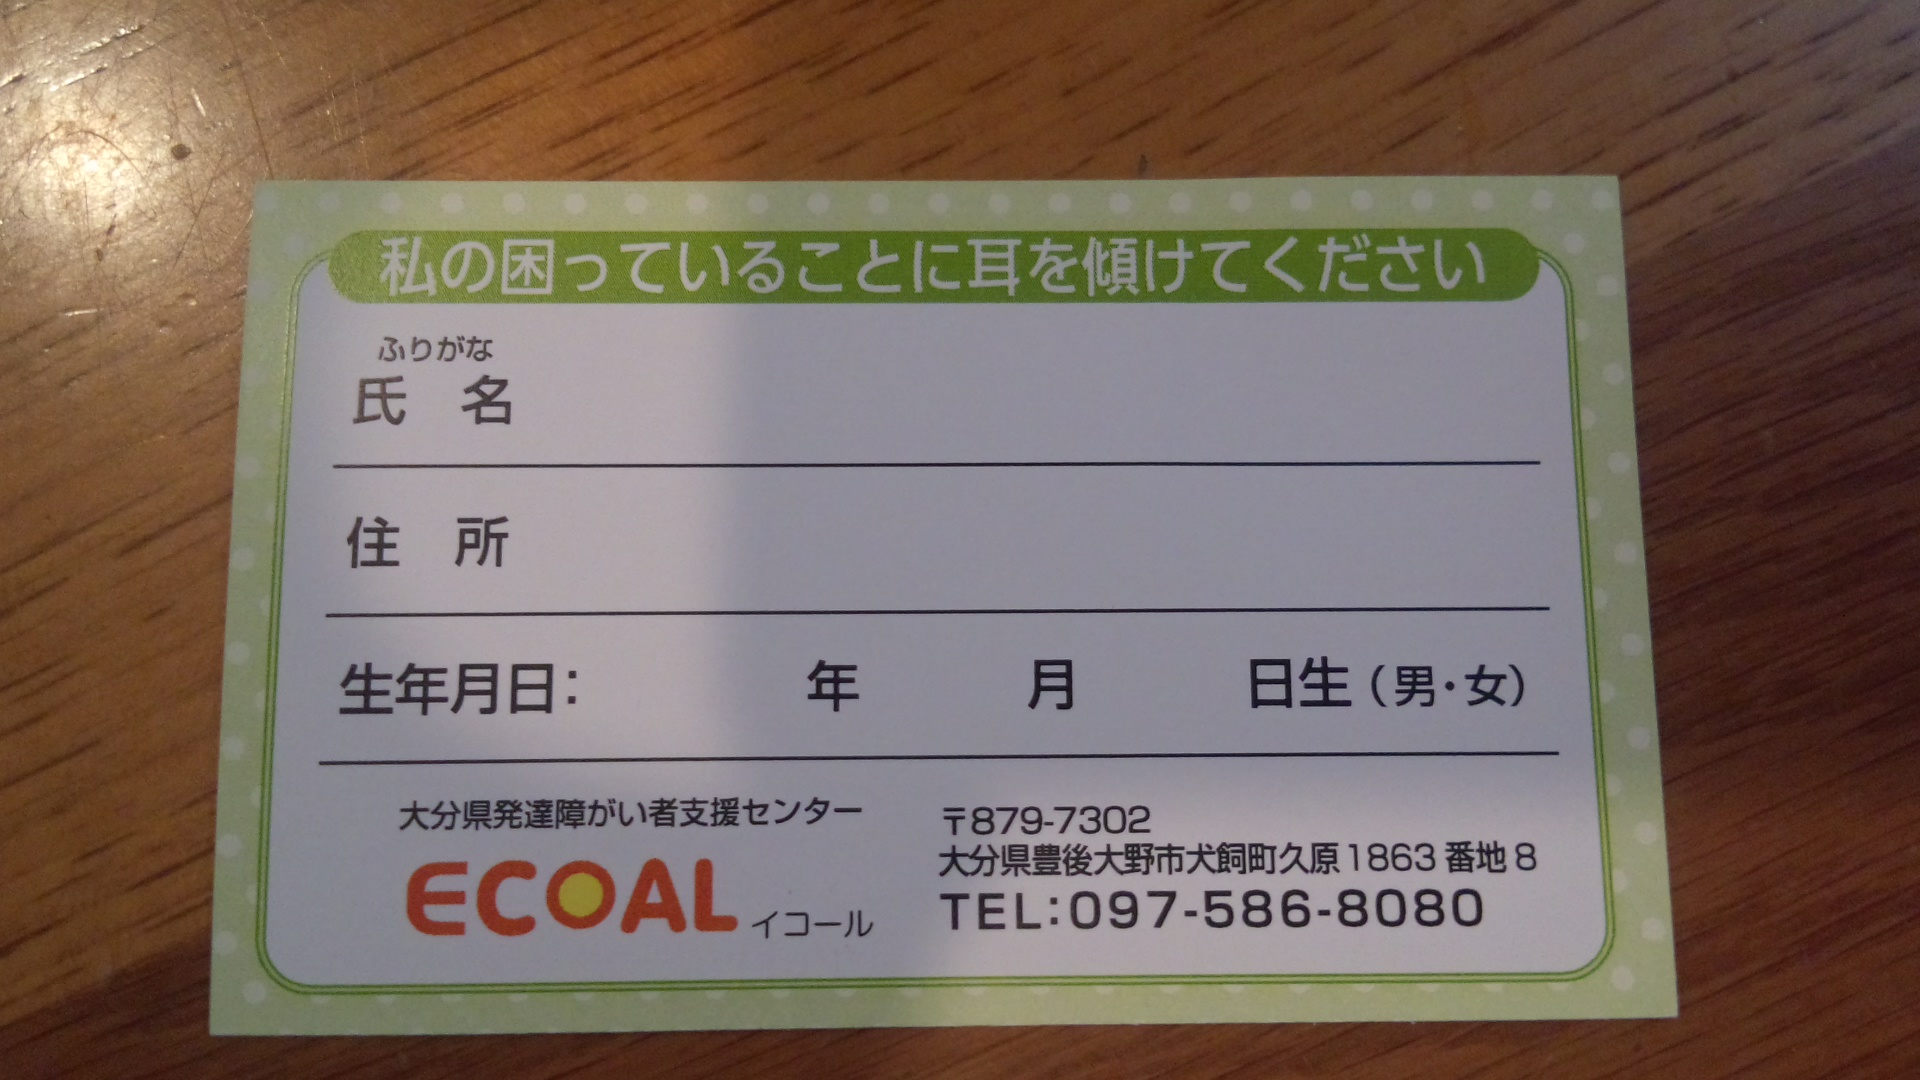 私の困っていることに耳を傾けてください
ふりがな
氏 名
住 所
生年月日： 年 月 日生（男・女）
大分県発達障がい者支援センター
ECOAL イコール
〒879-7302
大分県豊後大野市犬飼町久原1863番地8
TEL：097-586-8080